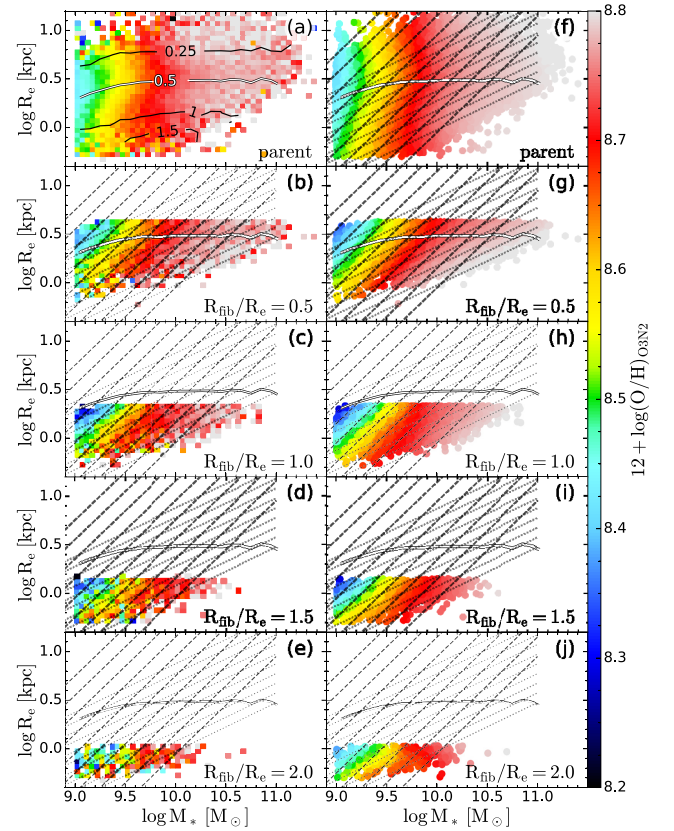 (a)
0.25
0.5
1
1.5
parent
log R_e [kpc]
1.0
0.5
0.0
(f)
parent
(b)
R_fib/R_e = 0.5
log R_e [kpc]
1.0
0.5
0.0
(g)
R_fib/R_e = 0.5
(c)
R_fib/R_e = 1.0
log R_e [kpc]
1.0
0.5
0.0
(h)
R_fib/R_e = 1.0
(d)
R_fib/R_e = 1.5
log R_e [kpc]
1.0
0.5
0.0
(i)
R_fib/R_e = 1.5
(e)
R_fib/R_e = 2.0
log R_e [kpc]
1.0
0.5
0.0
(j)
R_fib/R_e = 2.0
9.0 9.5 10.0 10.5 11.0
log M_* [M_⊙]
9.0 9.5 10.0 10.5 11.0
log M_* [M_⊙]
8.8
8.7
8.6
8.5
8.4
8.3
8.2
12 + log(O/H)_O3N2